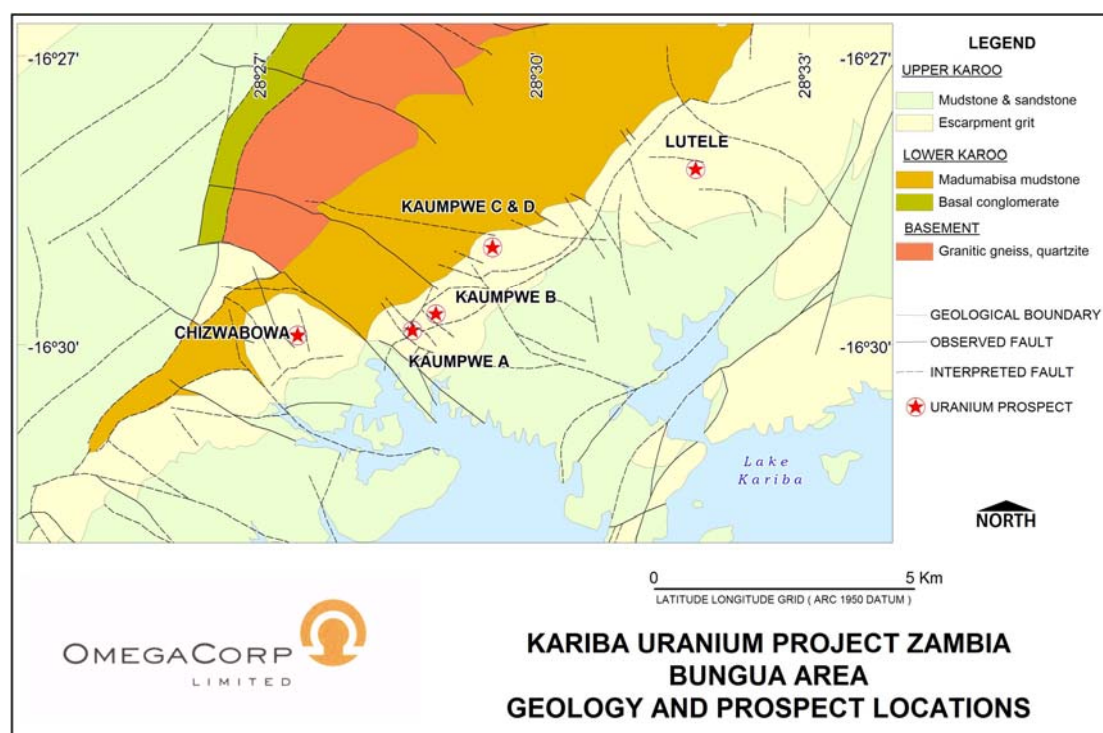 -16º27'
28º27'
28º30'
28º33'
-16º27'
LUTELE
KAUMPWE C & D
KAUMPWE B
CHIZWABOWA
KAUMPWE A
-16º30'
-16º30'
Lake
Kariba
LEGEND
UPPER KAROO
Mudstone & sandstone
Escarpment grit
LOWER KAROO
Madumabisa mudstone
Basal conglomerate
BASEMENT
Granitic gneiss, quartzite
GEOLOGICAL BOUNDARY
OBSERVED FAULT
INTERPRETED FAULT
URANIUM PROSPECT
NORTH
0 5 Km
LATITUDE LONGITUDE GRID ( ARC 1950 DATUM )
OMEGACORP
LIMITED
KARIBA URANIUM PROJECT ZAMBIA
BUNGUA AREA
GEOLOGY AND PROSPECT LOCATIONS